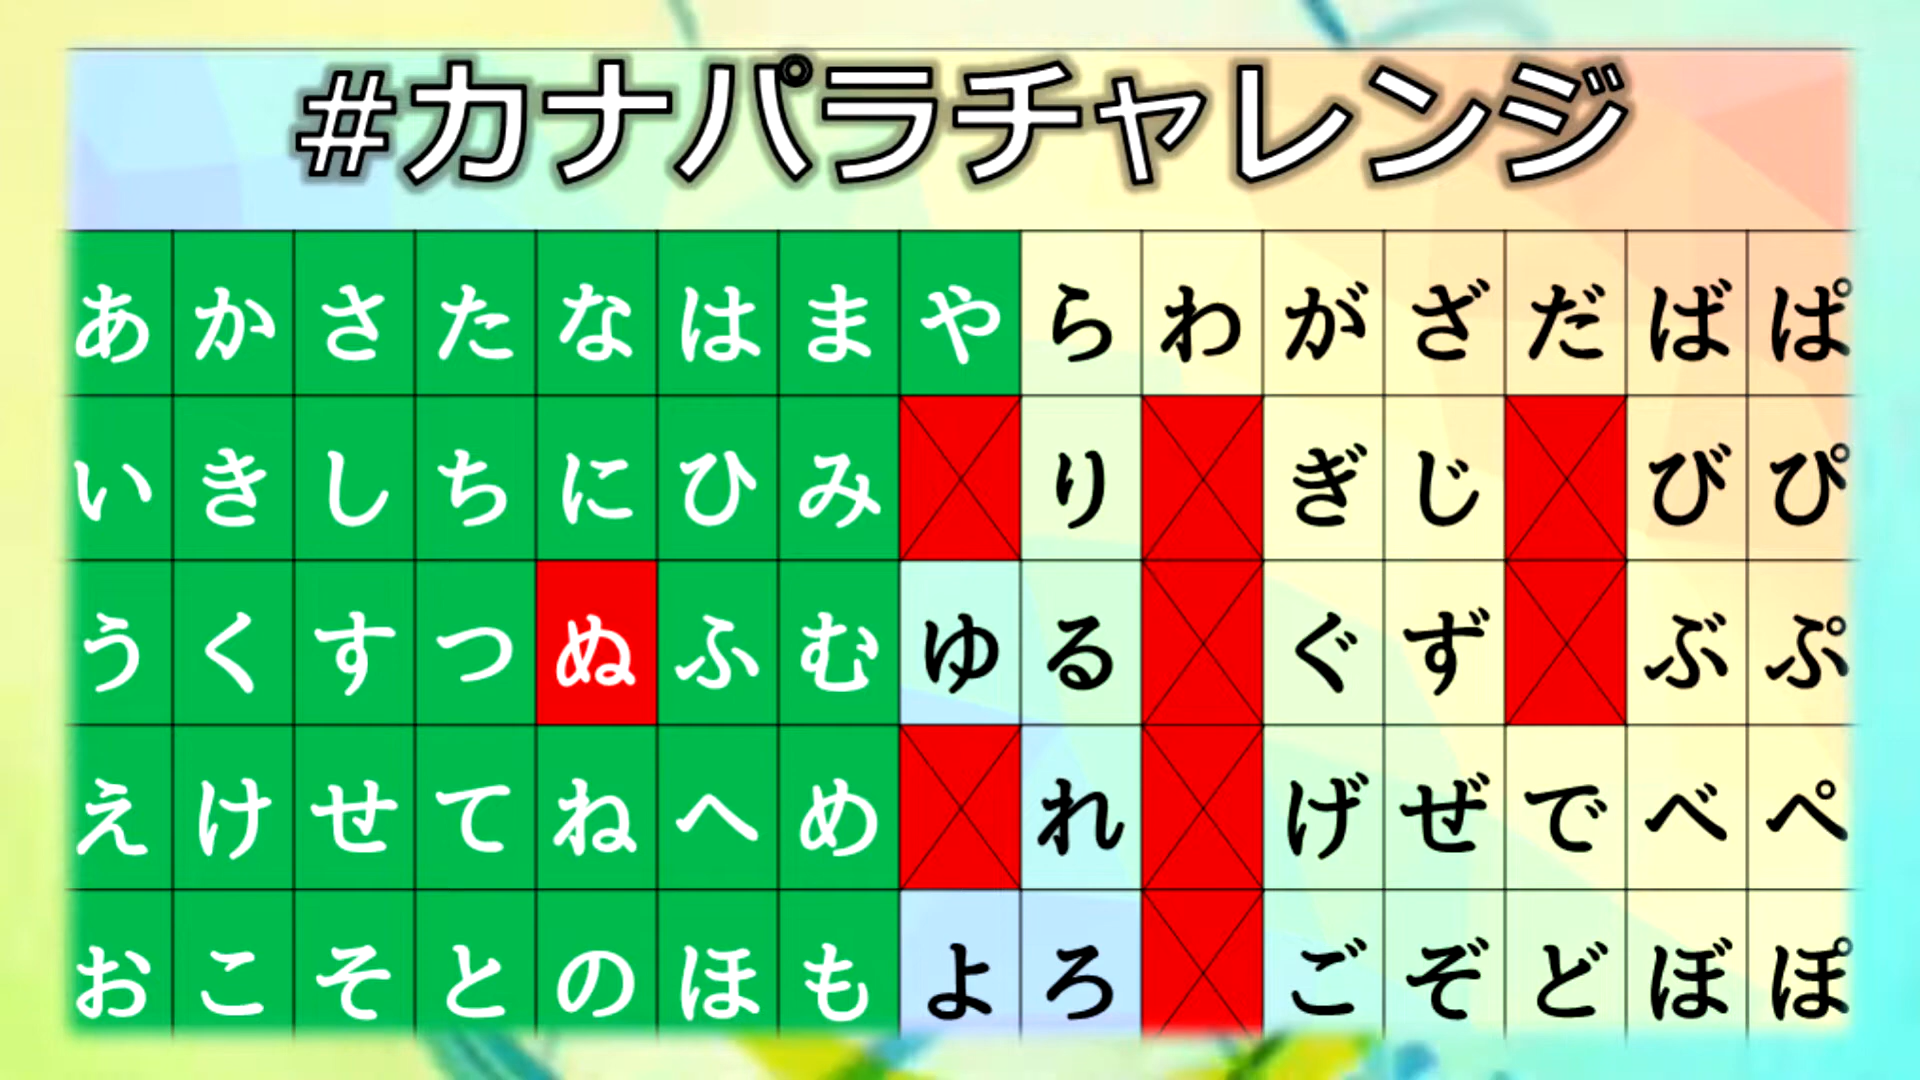 #カナパラチャレンジ
あ か さ た な は ま や ら わ が ざ だ ば ぱ
い き し ち に ひ み り ぎ じ び ぴ
う く す つ ぬ ふ む ゆ る ぐ ず ぶ ぷ
え け せ て ね へ め れ げ ぜ で べ ぺ
お こ そ と の ほ も よ ろ ご ぞ ど ぼ ぽ